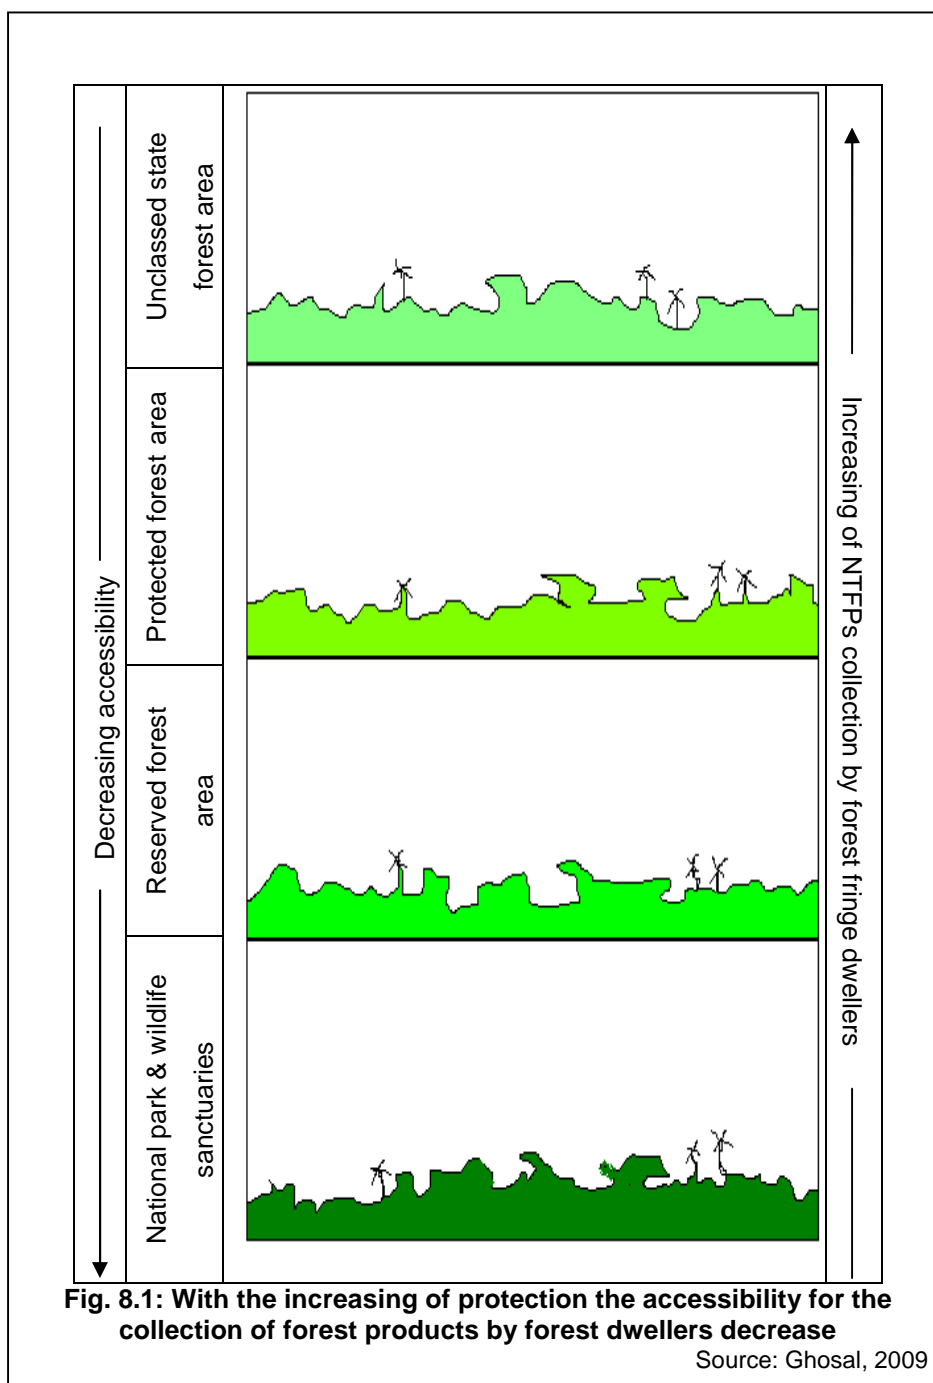 Decreasing accessibility
Unclassed state
forest area
Protected forest area
Reserved forest
area
National park & wildlife
sanctuaries
Increasing of NTFPs collection by forest fringe dwellers
Fig. 8.1: With the increasing of protection the accessibility for the
collection of forest products by forest dwellers decrease
Source: Ghosal, 2009